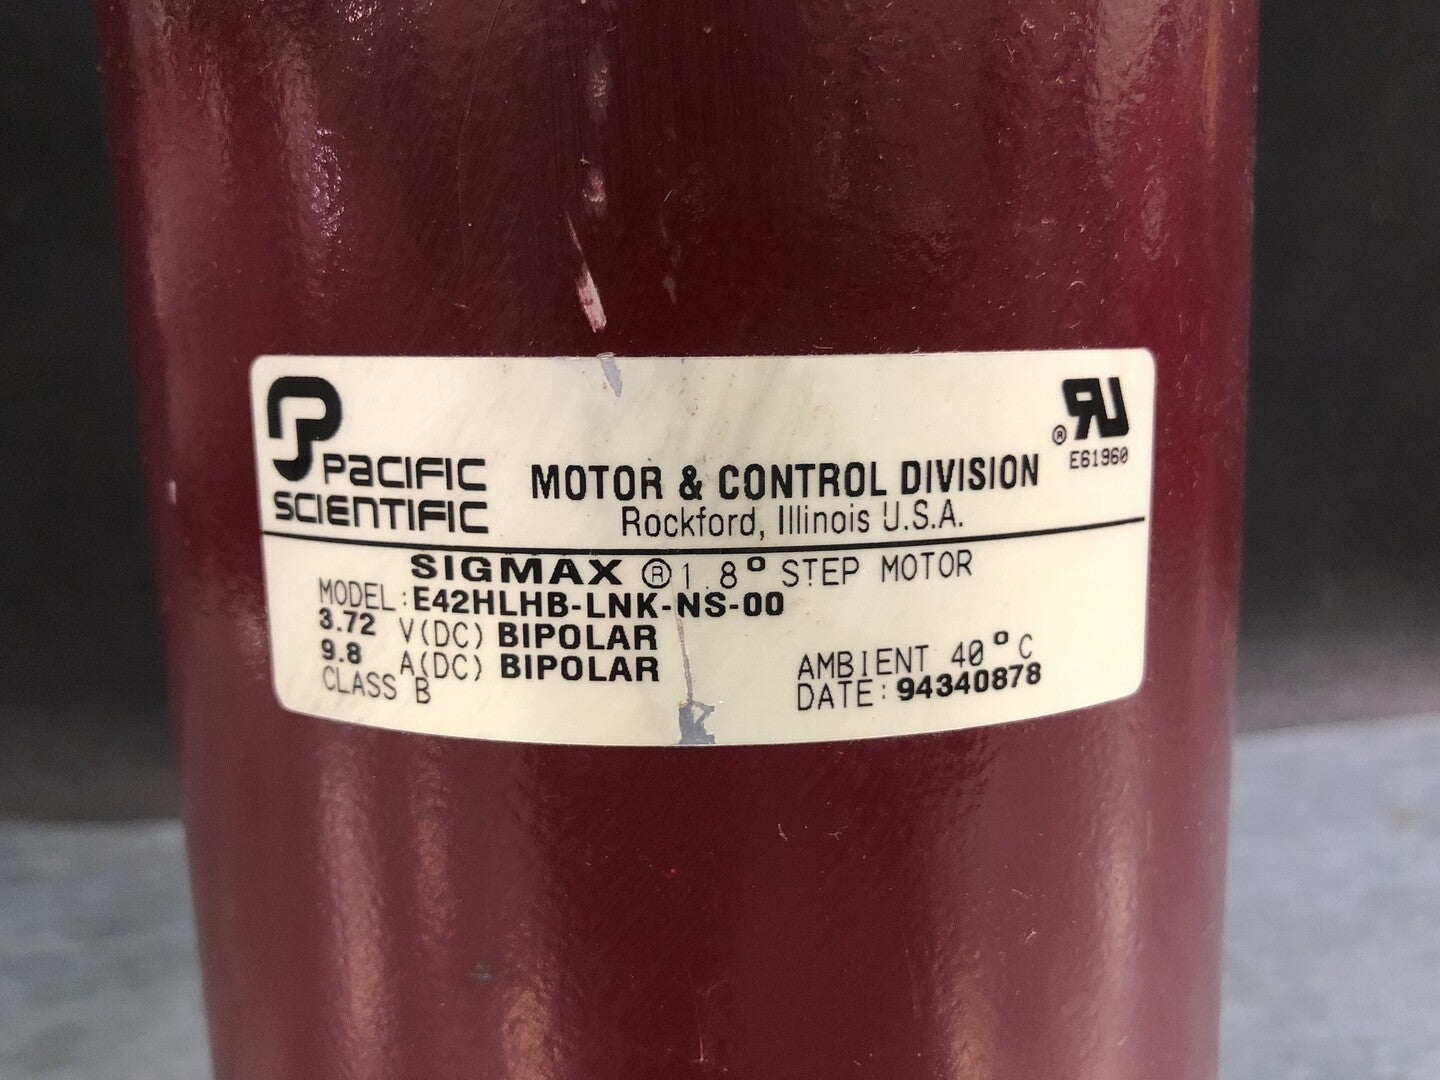 PACIFIC
SCIENTIFIC
MOTOR & CONTROL DIVISION
Rockford, Illinois U.S.A.
®
E61960
SIGMAX ® 1.8° STEP MOTOR
MODEL: E42HLHB-LNK-NS-00
3.72 V(DC) BIPOLAR
9.8 A(DC) BIPOLAR
CLASS B
AMBIENT 40°C
DATE: 94340878